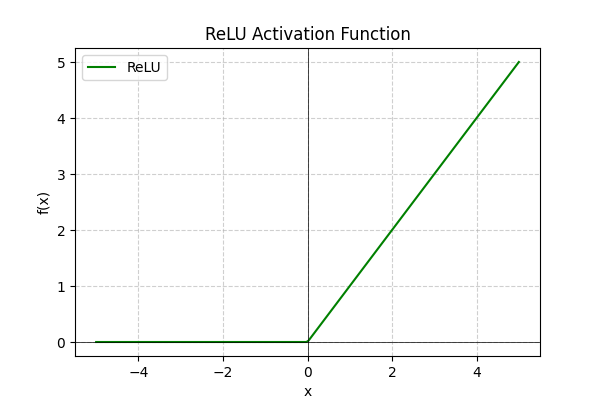 ReLU Activation Function
ReLU
5
4
3
2
1
0
f(x)
−4 −2 0 2 4
x